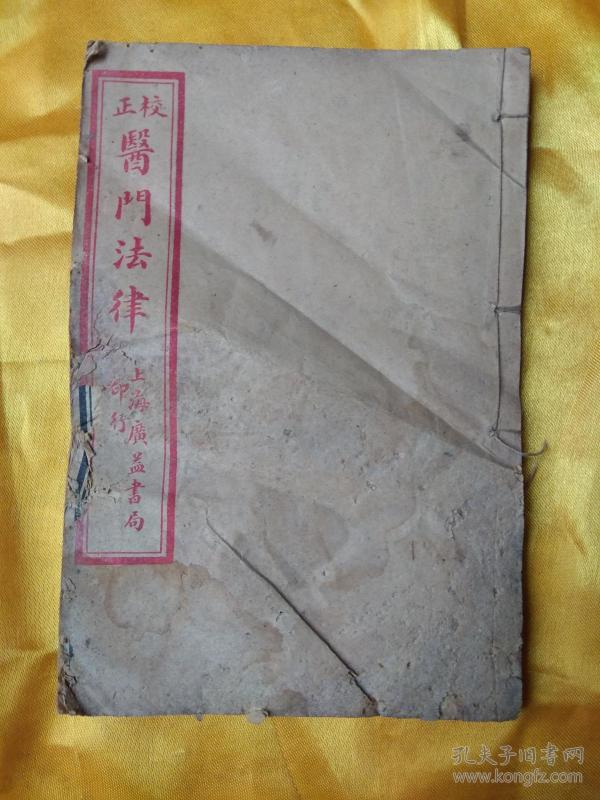 校正
醫門法律
上海廣益書局
印行
孔夫子旧书网
www.kongfz.com